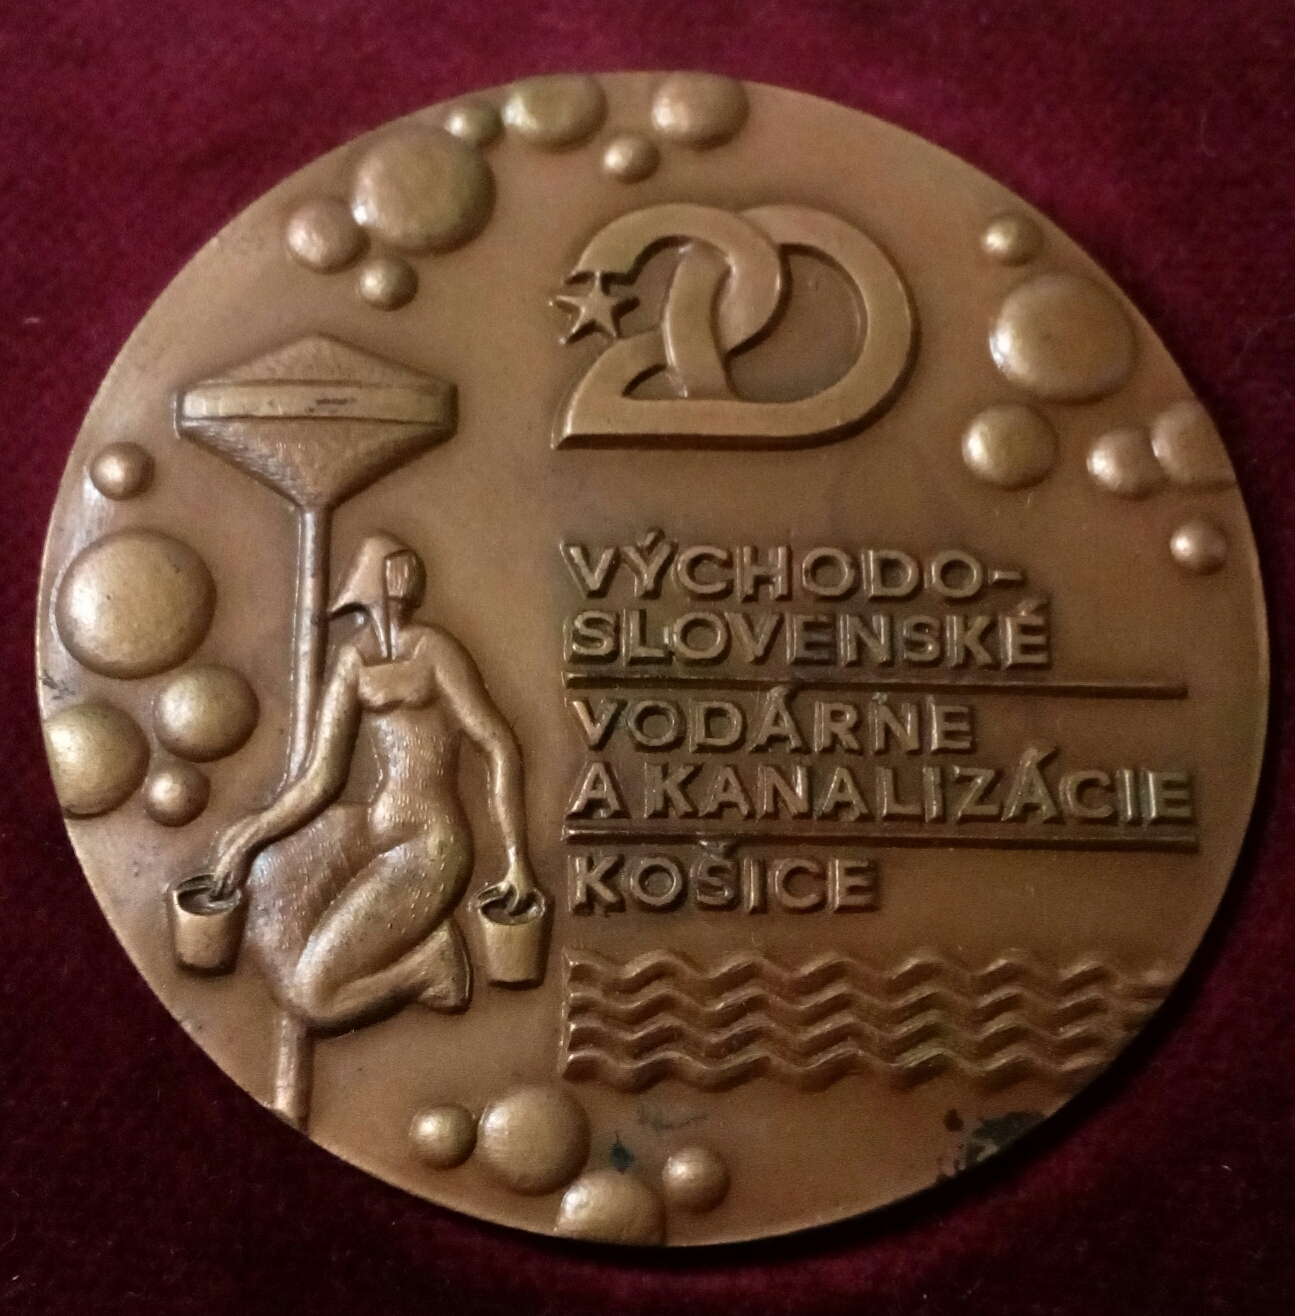 20
VÝCHODO-
SLOVENSKÉ
VODÁRNE
A KANALIZÁCIE
KOŠICE